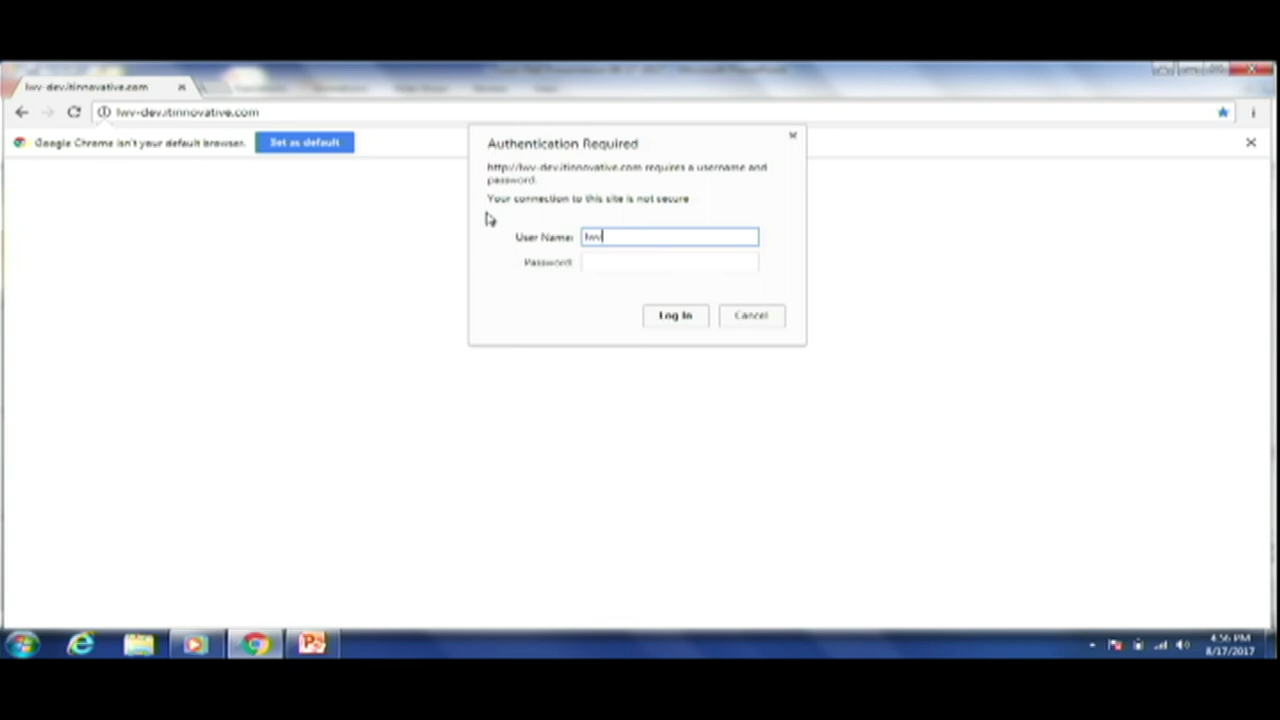 lwv-dev.itinnovative.com
lwv-dev.itinnovative.com
Google Chrome isn't your default browser.
Set as default
Authentication Required
http://lwv-dev.itinnovative.com requires a username and
password.
Your connection to this site is not secure
User Name: lwv
Password:
Log In
Cancel
4:56 PM
8/17/2017